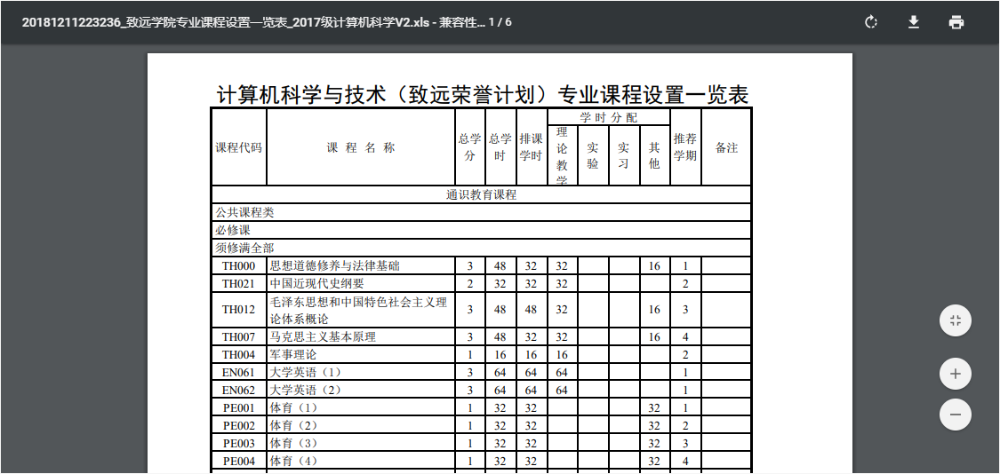 20181211223236_致远学院专业课程设置一览表_2017级计算机科学V2.xls - 兼容性... 1 / 6
计算机科学与技术（致远荣誉计划）专业课程设置一览表
课程代码 课 程 名 称 总学分 总学时 排课学时 学 时 分 配 推荐学期 备注
理论教学 实验 实习 其他
通识教育课程
公共课程类
必修课
须修满全部
TH000 思想道德修养与法律基础 3 48 32 32 16 1
TH021 中国近现代史纲要 2 32 32 32 2
TH012 毛泽东思想和中国特色社会主义理 3 48 48 32 16 3
论体系概论
TH007 马克思主义基本原理 3 48 32 32 16 4
TH004 军事理论 1 16 16 16 2
EN061 大学英语（1） 3 64 64 64 1
EN062 大学英语（2） 3 64 64 64 1
PE001 体育（1） 1 32 32 32 1
PE002 体育（2） 1 32 32 32 2
PE003 体育（3） 1 32 32 32 3
PE004 体育（4） 1 32 32 32 4